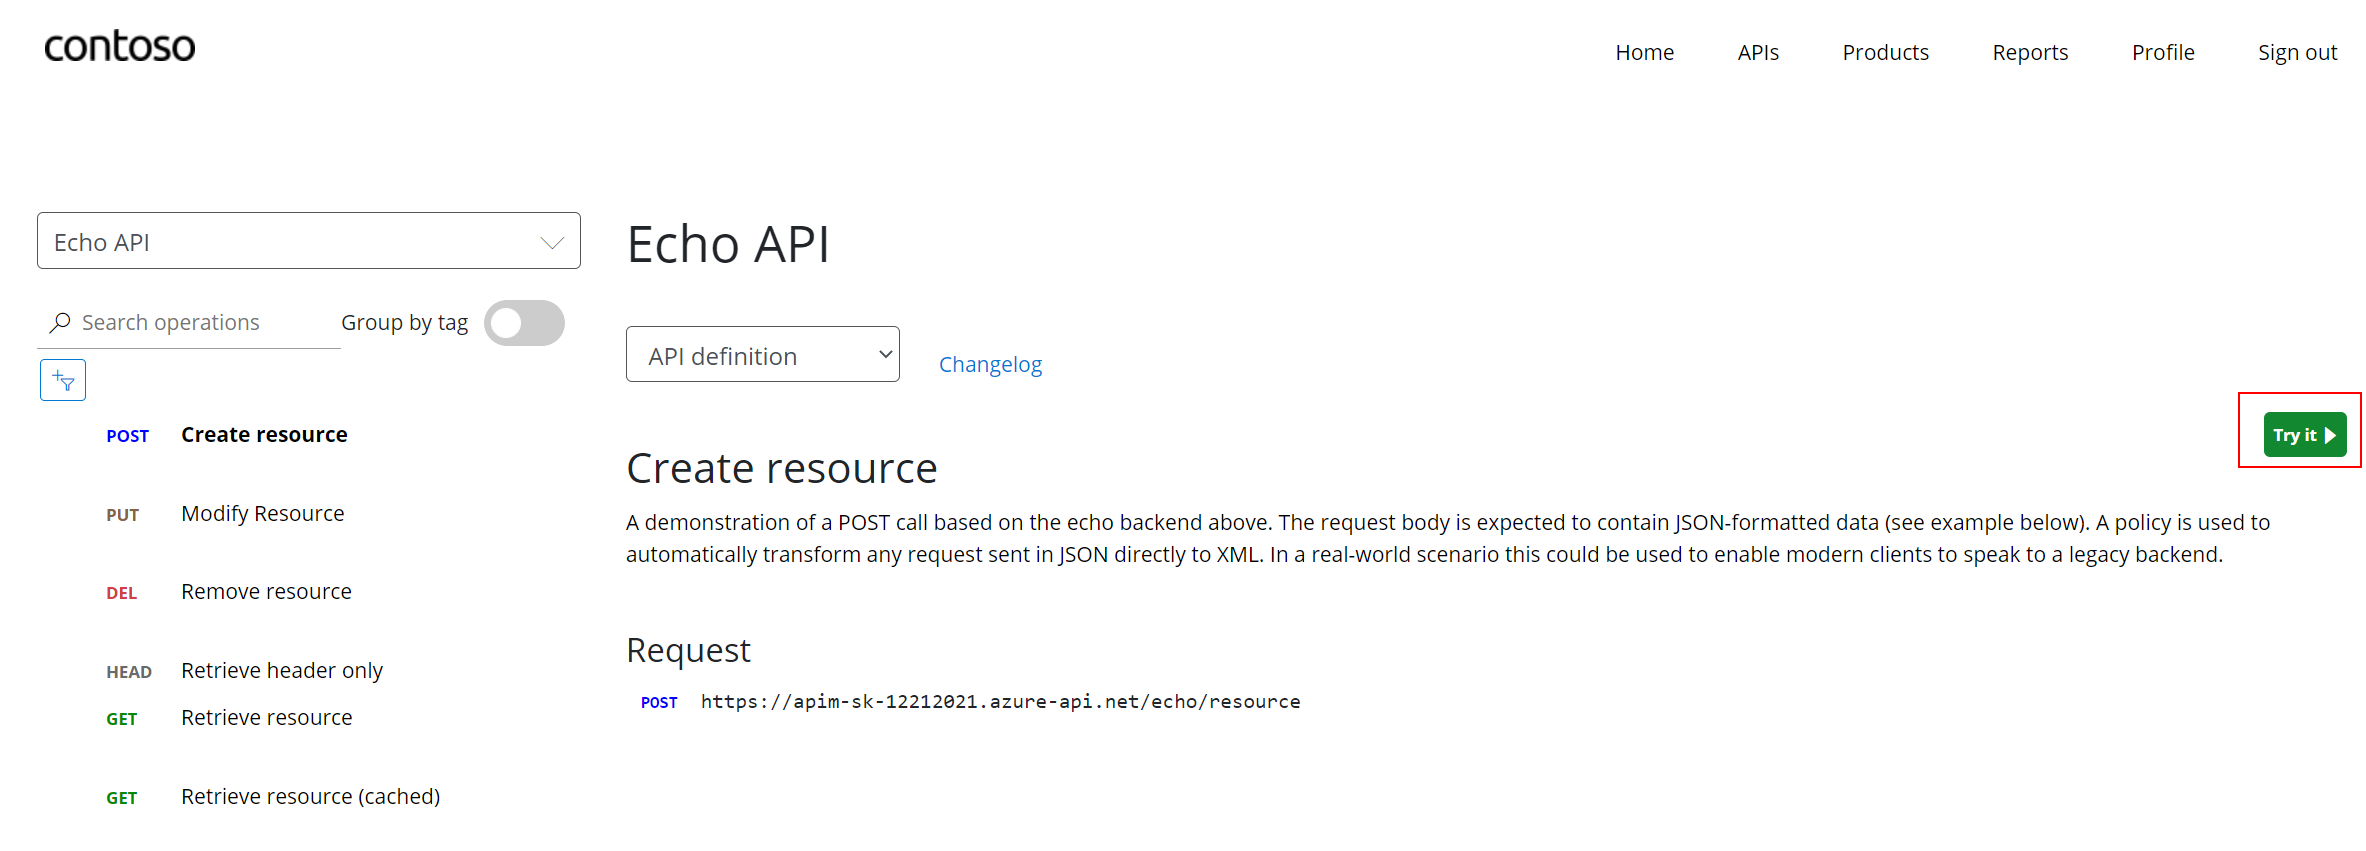 contoso
Home APIs Products Reports Profile Sign out
Echo API
Search operations Group by tag
POST Create resource
PUT Modify Resource
DEL Remove resource
HEAD Retrieve header only
GET Retrieve resource
GET Retrieve resource (cached)
Echo API
API definition Changelog
Try it
Create resource
A demonstration of a POST call based on the echo backend above. The request body is expected to contain JSON-formatted data (see example below). A policy is used to
automatically transform any request sent in JSON directly to XML. In a real-world scenario this could be used to enable modern clients to speak to a legacy backend.
Request
POST https://apim-sk-12212021.azure-api.net/echo/resource